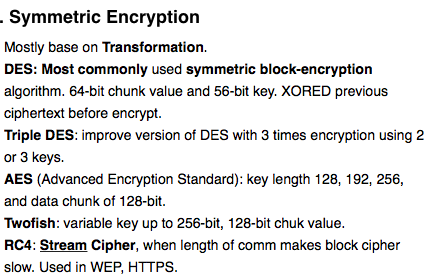 . Symmetric Encryption
Mostly base on Transformation.
DES: Most commonly used symmetric block-encryption
algorithm. 64-bit chunk value and 56-bit key. XORED previous
ciphertext before encrypt.
Triple DES: improve version of DES with 3 times encryption using 2
or 3 keys.
AES (Advanced Encryption Standard): key length 128, 192, 256,
and data chunk of 128-bit.
Twofish: variable key up to 256-bit, 128-bit chuk value.
RC4: Stream Cipher, when length of comm makes block cipher
slow. Used in WEP, HTTPS.